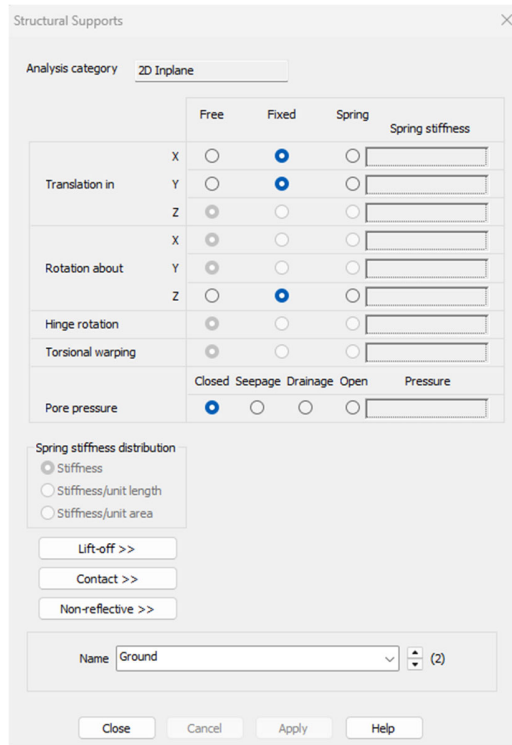 Structural Supports
Analysis category 2D Inplane
Free Fixed Spring
Spring stiffness
X
Translation in Y
Z
X
Rotation about Y
Z
Hinge rotation
Torsional warping
Closed Seepage Drainage Open Pressure
Pore pressure
Spring stiffness distribution
Stiffness
Stiffness/unit length
Stiffness/unit area
Lift-off >>
Contact >>
Non-reflective >>
Name Ground (2)
Close Cancel Apply Help